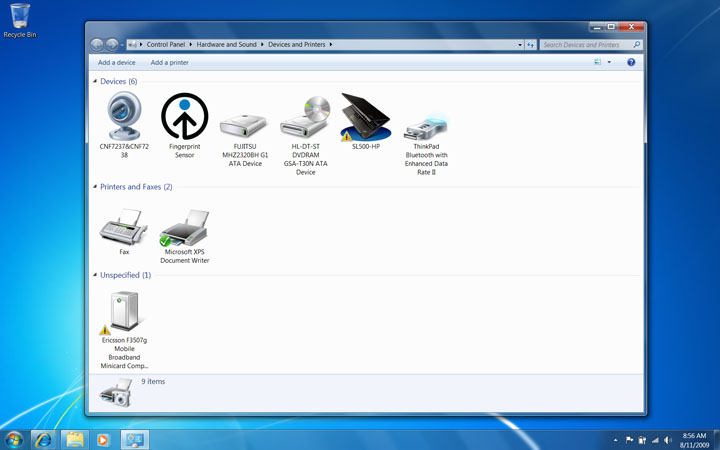 Recycle Bin
Control Panel
Hardware and Sound
Devices and Printers
Search Devices and Printers
Add a device
Add a printer
Devices (6)
CNF7237&CNF72
38
Fingerprint
Sensor
FUJITSU
MHZ2320BH G1
ATA Device
HL-DT-ST
DVDRAM
GSA-T30N ATA
Device
SL500-HP
ThinkPad
Bluetooth with
Enhanced Data
Rate II
Printers and Faxes (2)
Fax
Microsoft XPS
Document Writer
Unspecified (1)
Ericsson F3507g
Mobile
Broadband
Minicard Comp...
9 items
8:56 AM
8/11/2009